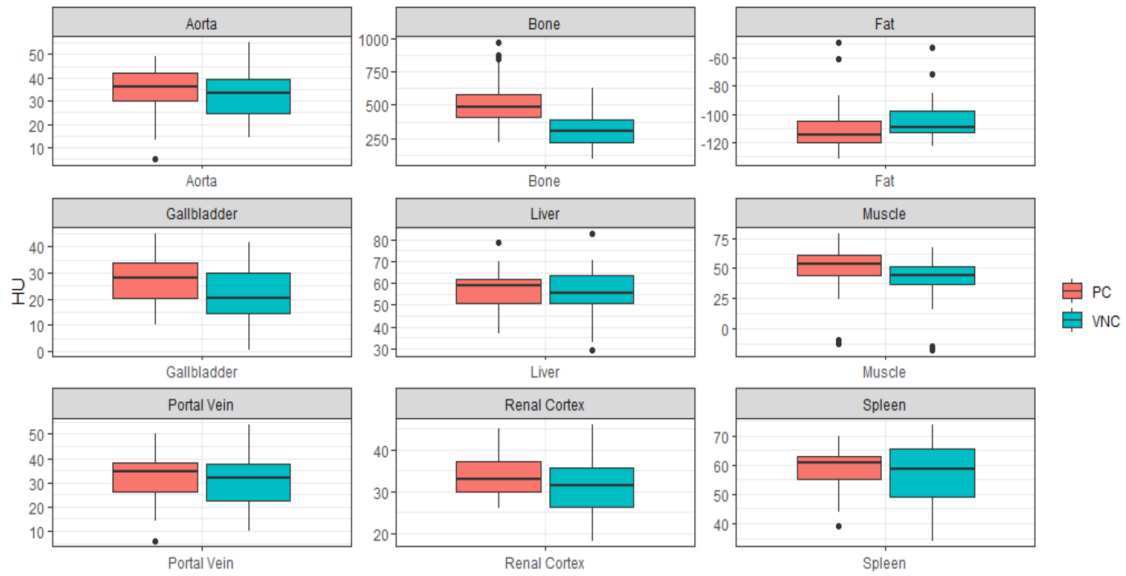 Aorta
Bone
Fat
50
40
30
20
10
1000
750
500
250
-60
-80
-100
-120
Aorta
Bone
Fat
Gallbladder
Liver
Muscle
HU
40
30
20
10
0
80
70
60
50
40
30
75
50
25
0
PC
VNC
Gallbladder
Liver
Muscle
Portal Vein
Renal Cortex
Spleen
50
40
30
20
10
40
30
20
70
60
50
40
Portal Vein
Renal Cortex
Spleen